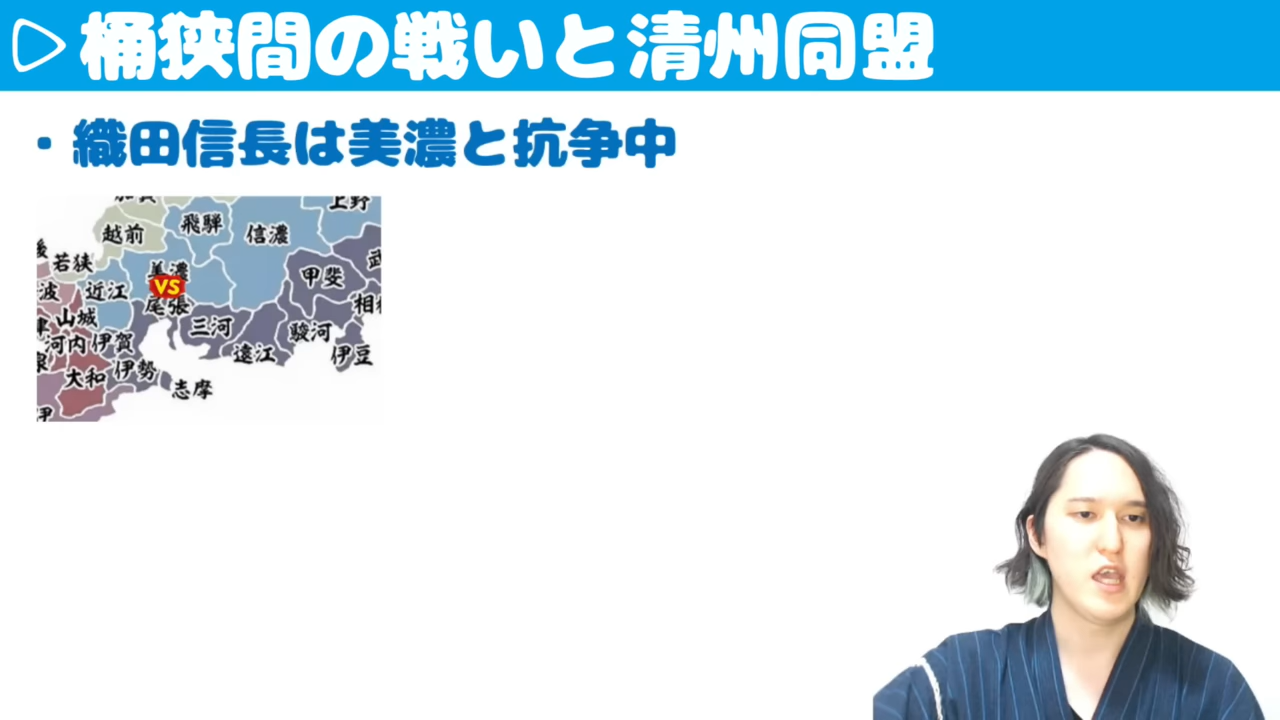 桶狭間の戦いと清州同盟
・織田信長は美濃と抗争中
上野
飛騨
越前
信濃
若狭
美濃
甲斐
VS
近江
尾張
波
山城
三河
駿河
河内
伊賀
遠江
伊豆
大和
伊勢
志摩